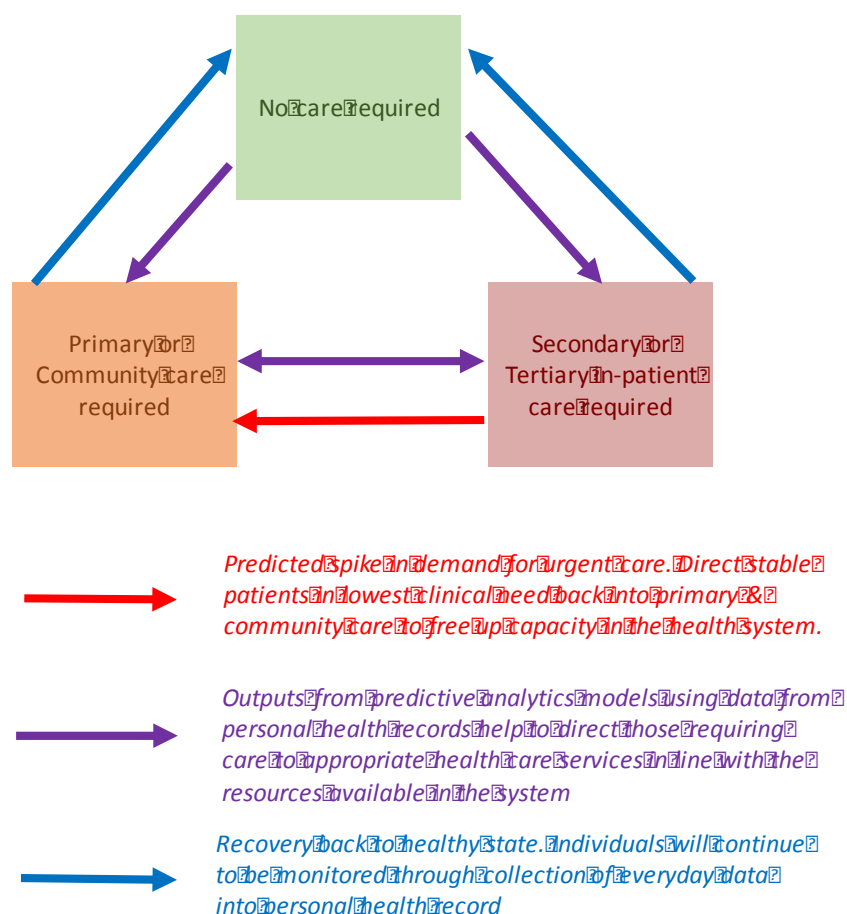 No care required
Primary or
Community care
required
Secondary or
Tertiary in-patient
care required
Predicted spike in demand for urgent care. Direct stable
patients in lowest clinical need back into primary &
community care to free up capacity in the health system.
Outputs from predictive analytics models using data from
personal health records help to direct those requiring
care to appropriate health care services in line with the
resources available in the system
Recovery back to healthy state. Individuals will continue
to be monitored through collection of everyday data
into personal health record